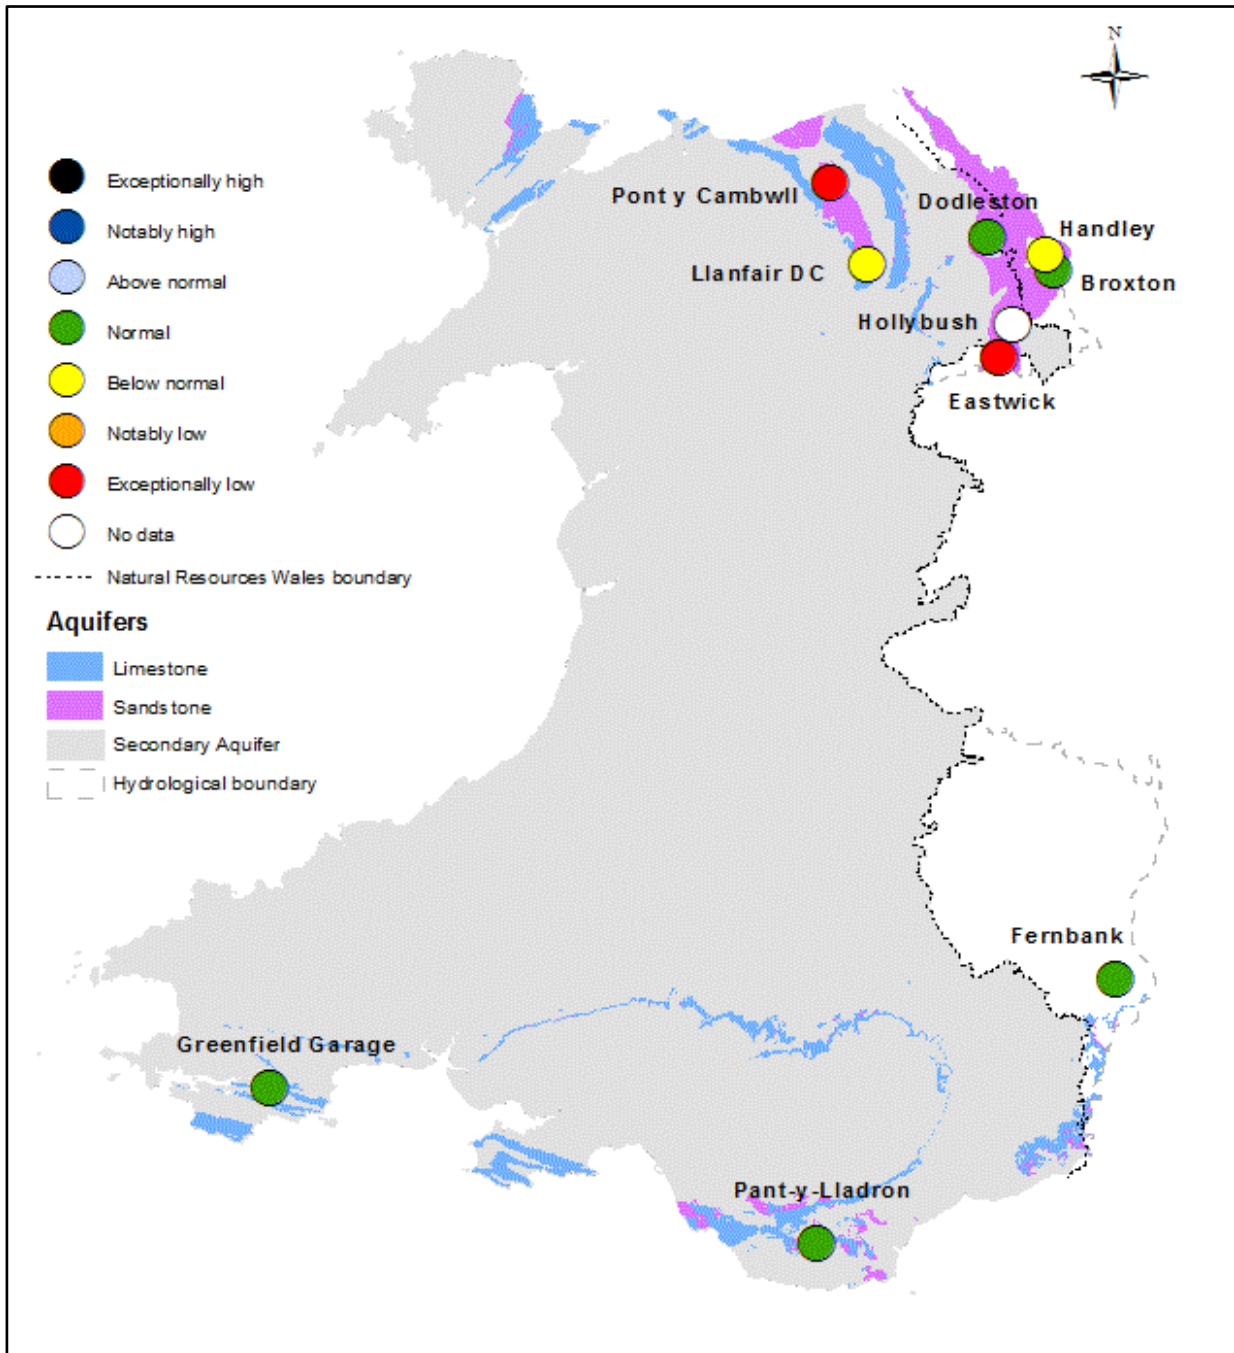 N
Exceptionally high
Notably high
Above normal
Normal
Below normal
Notably low
Exceptionally low
No data
Natural Resources Wales boundary
Aquifers
Limestone
Sandstone
Secondary Aquifer
Hydrological boundary
Pont y Cambwll
Dodleston
Handley
Llanfair DC
Broxton
Hollybush
Eastwick
Fernbank
Greenfield Garage
Pant-y-Lladron